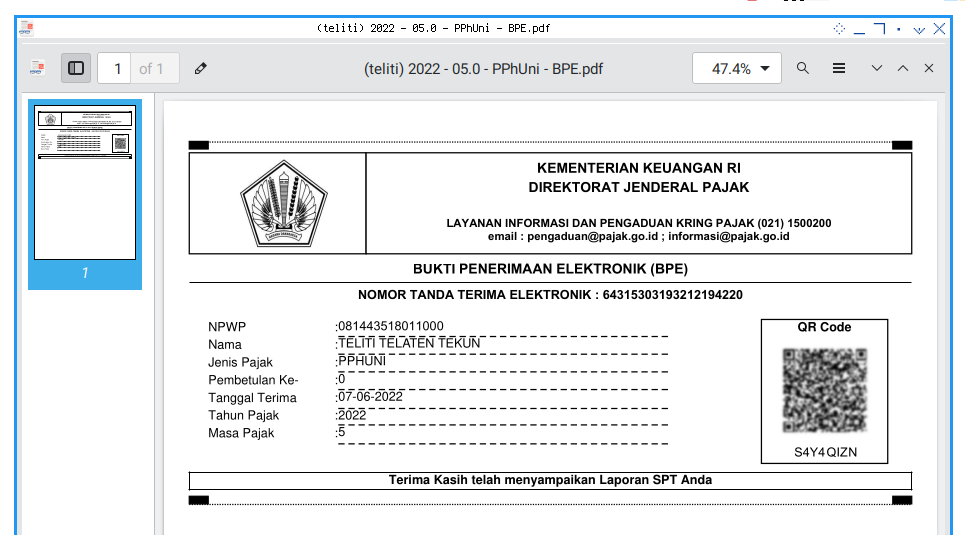 (teliti) 2022 - 05.0 - PPhUni - BPE.pdf
1 of 1
(teliti) 2022 - 05.0 - PPhUni - BPE.pdf
47.4%
1
KEMENTERIAN KEUANGAN RI
DIREKTORAT JENDERAL PAJAK
LAYANAN INFORMASI DAN PENGADUAN KRING PAJAK (021) 1500200
email : pengaduan@pajak.go.id ; informasi@pajak.go.id
BUKTI PENERIMAAN ELEKTRONIK (BPE)
NOMOR TANDA TERIMA ELEKTRONIK : 64315303193212194220
NPWP :081443518011000
Nama :TELITI TELATEN TEKUN
Jenis Pajak :PPHUNI
Pembetulan Ke- :0
Tanggal Terima :07-06-2022
Tahun Pajak :2022
Masa Pajak :5
QR Code
S4Y4QIZN
Terima Kasih telah menyampaikan Laporan SPT Anda